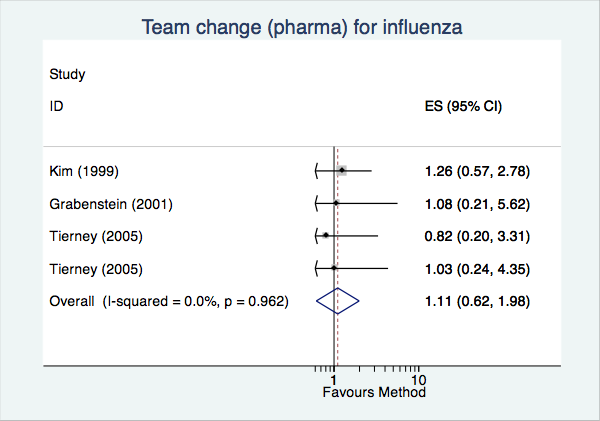 Team change (pharma) for influenza
Study
ID ES (95% CI)
Kim (1999) 1.26 (0.57, 2.78)
Grabenstein (2001) 1.08 (0.21, 5.62)
Tierney (2005) 0.82 (0.20, 3.31)
Tierney (2005) 1.03 (0.24, 4.35)
Overall (I-squared = 0.0%, p = 0.962) 1.11 (0.62, 1.98)
1 10
Favours Method